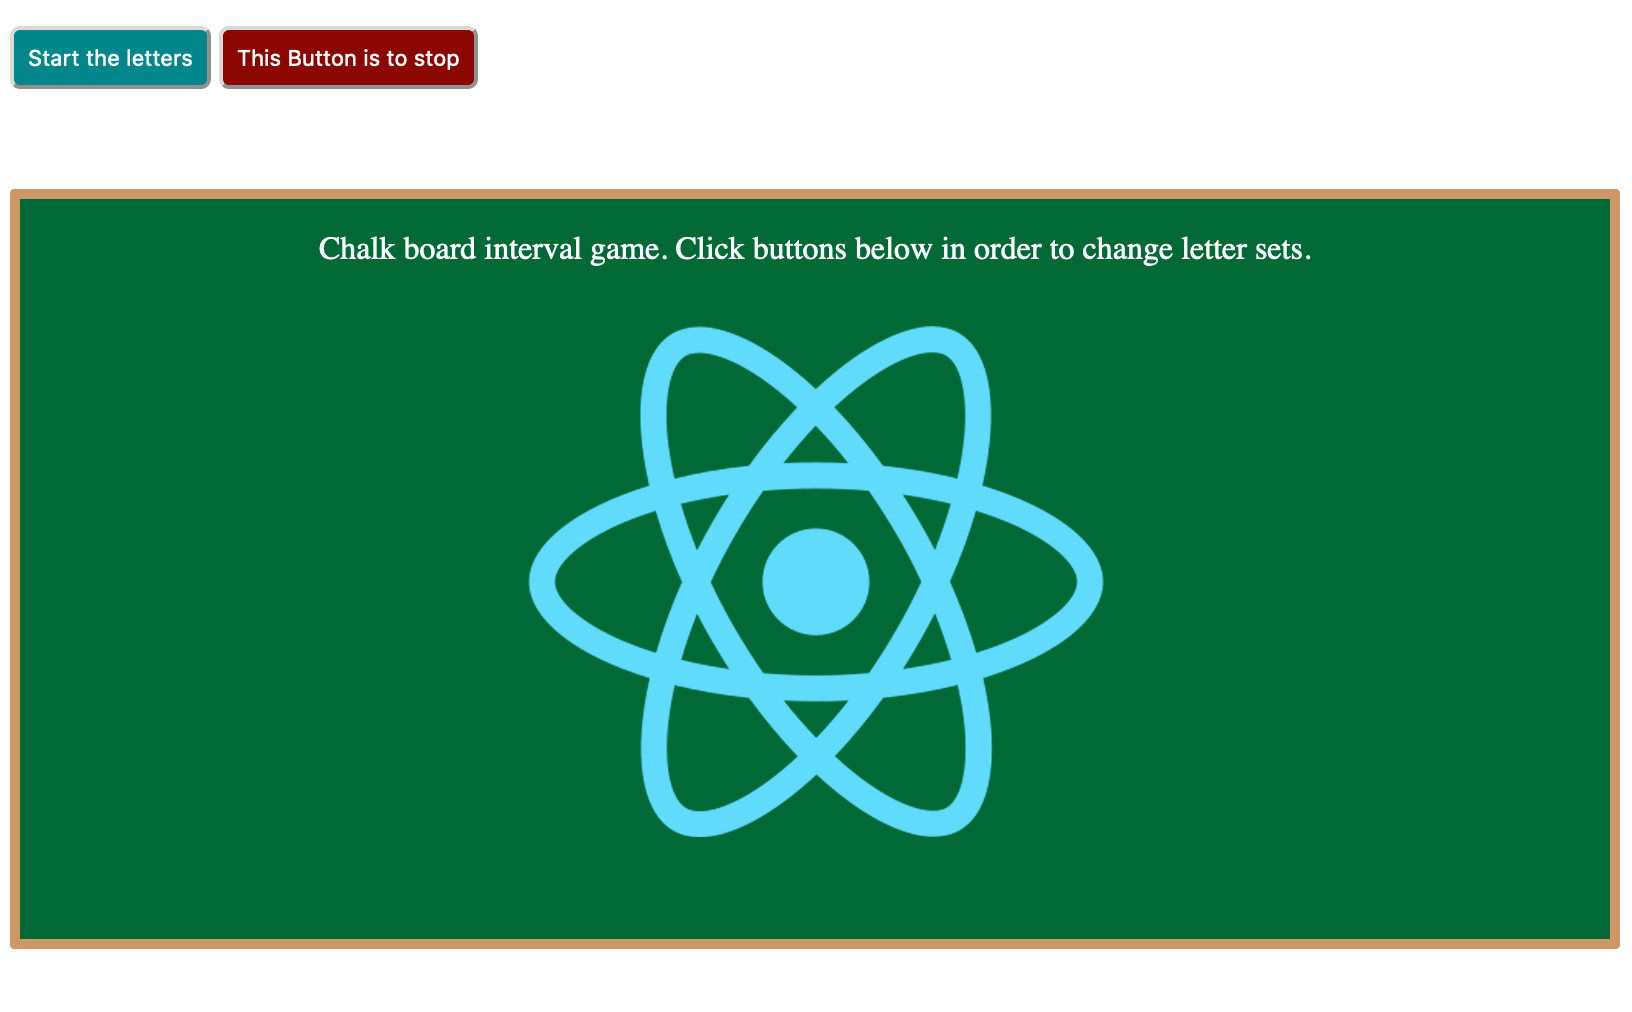 Start the letters
This Button is to stop
Chalk board interval game. Click buttons below in order to change letter sets.